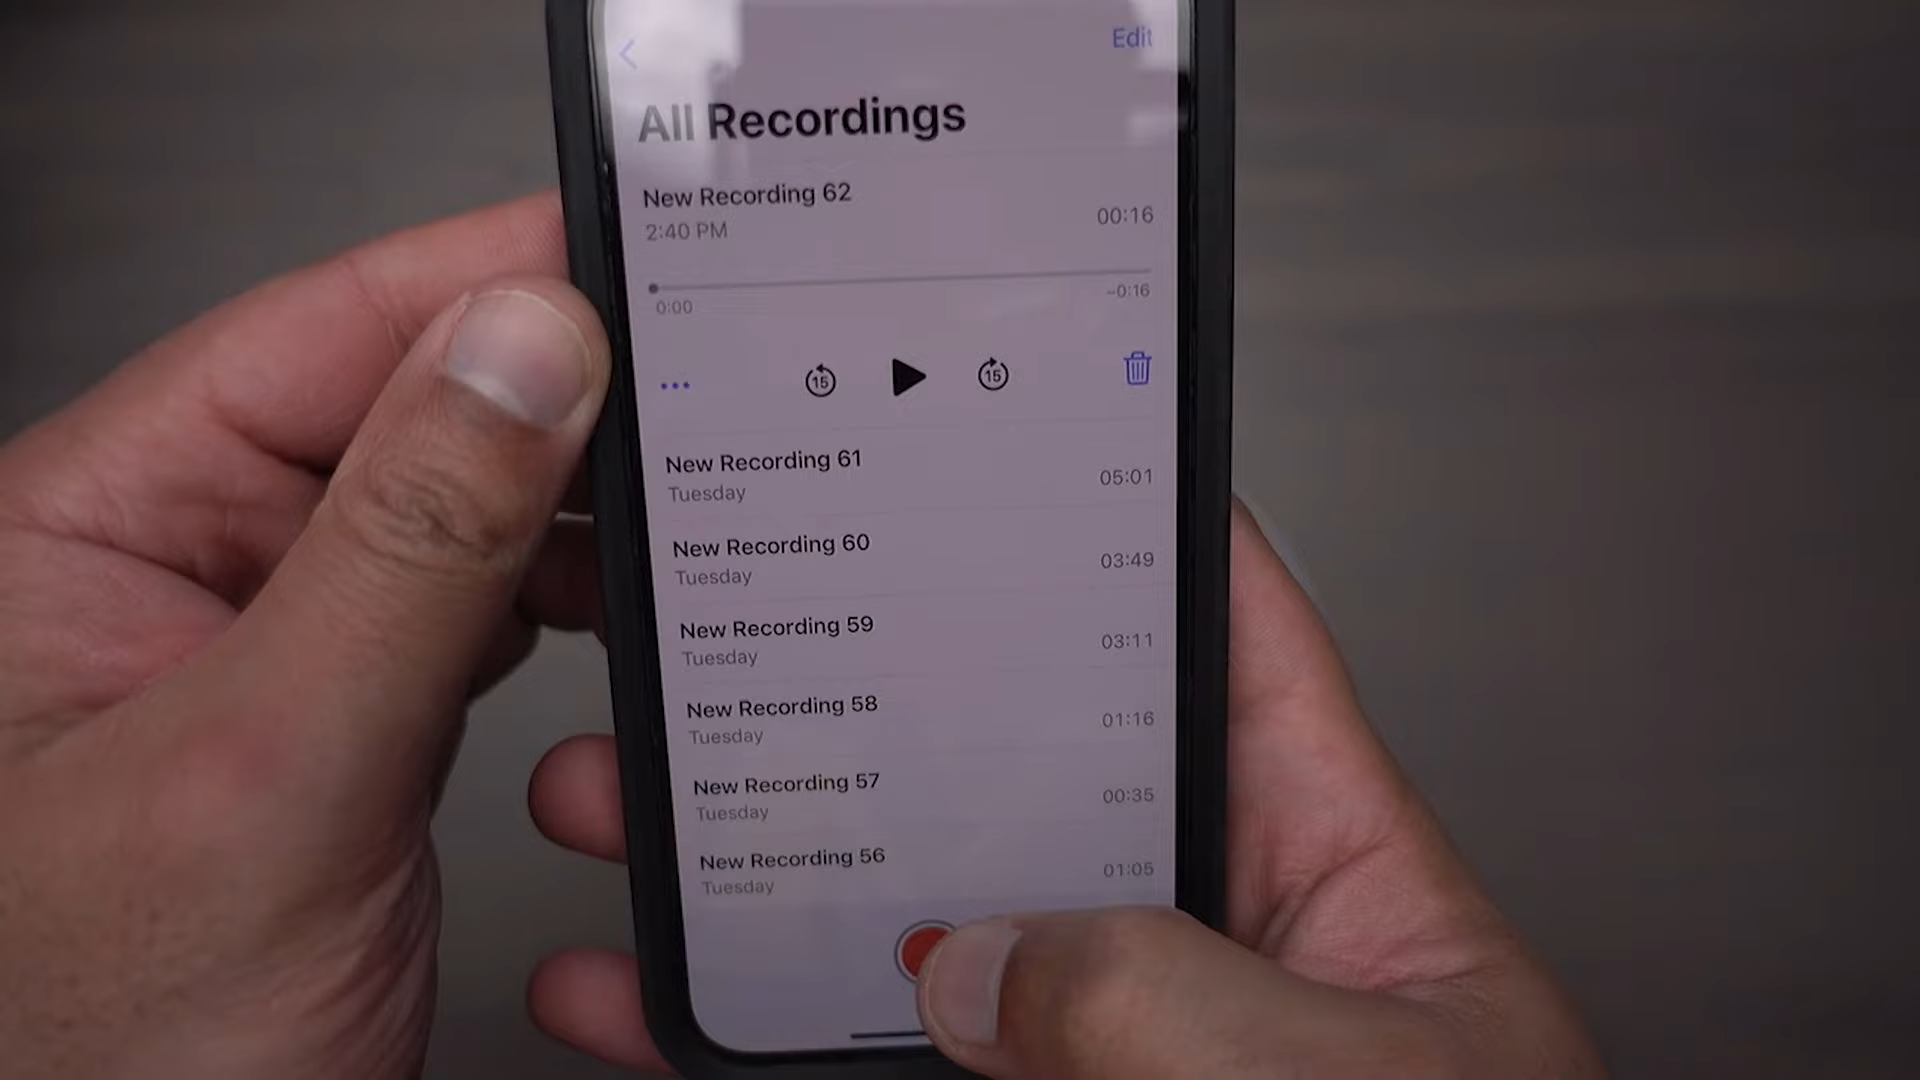 Edit
All Recordings
New Recording 62
2:40 PM
00:16
0:00
-0:16
15
15
New Recording 61
Tuesday
05:01
New Recording 60
Tuesday
03:49
New Recording 59
Tuesday
03:11
New Recording 58
Tuesday
01:16
New Recording 57
Tuesday
00:35
New Recording 56
Tuesday
01:05